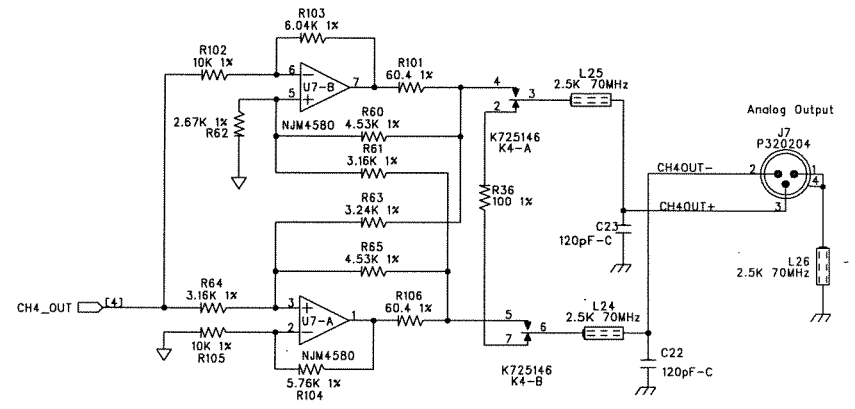 R103
6.04K 1%
R102
10K 1%
R101
60.4 1%
6
7
5
U7-B
2.67K 1%
R62
NJM4580
R60
4.53K 1%
R61
3.16K 1%
R63
3.24K 1%
R65
4.53K 1%
4
3
2
K725146
K4-A
R36
100 1%
L25
2.5K 70MHz
Analog Output
J7
P320204
CH4OUT-
2
1
4
CH4OUT+
3
C23
120pF-C
L26
2.5K 70MHz
CH4_OUT
[4]
R64
3.16K 1%
3
1
2
U7-A
R106
60.4 1%
10K 1%
R105
NJM4580
5.76K 1%
R104
5
6
7
K725146
K4-B
L24
2.5K 70MHz
C22
120pF-C